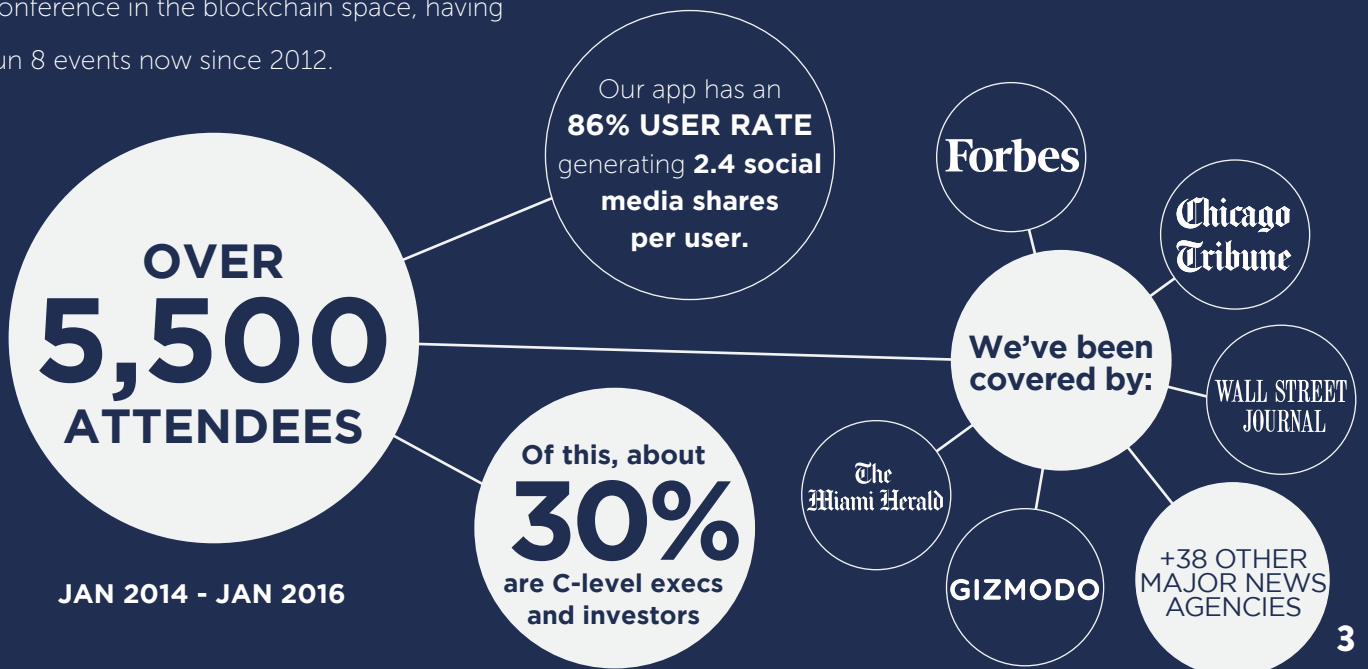 conference in the blockchain space, having
8 events now since 2012.
OVER
5,500
ATTENDEES
JAN 2014 - JAN 2016
Our app has an
86% USER RATE
generating 2.4 social
media shares
per user.
Of this, about
30%
are C-level execs
and investors
We've been
covered by:
Forbes
Chicago
Tribune
WALL STREET
JOURNAL
The
Miami Herald
GIZMODO
+38 OTHER
MAJOR NEWS
AGENCIES
3